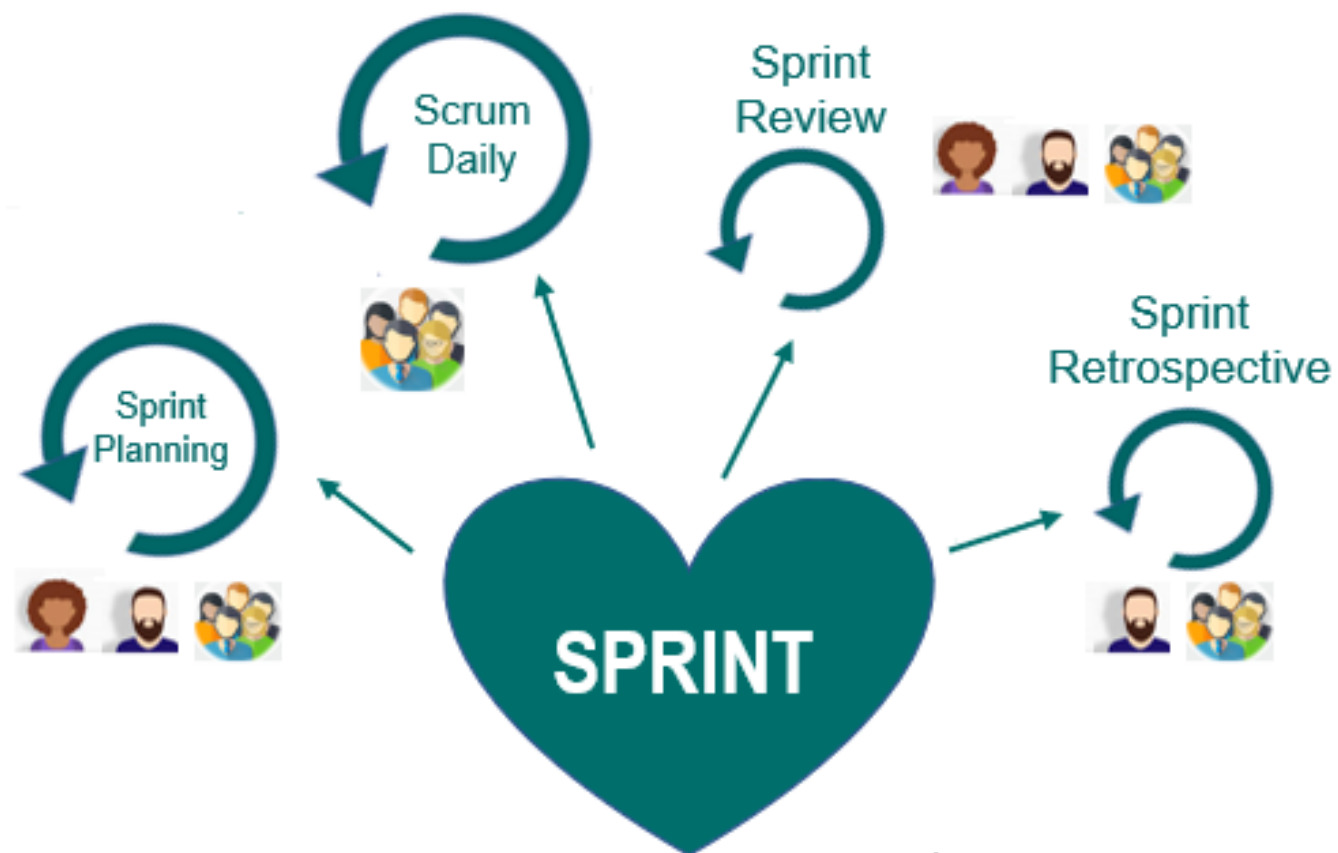 Scrum
Daily
Sprint
Review
Sprint
Retrospective
Sprint
Planning
SPRINT